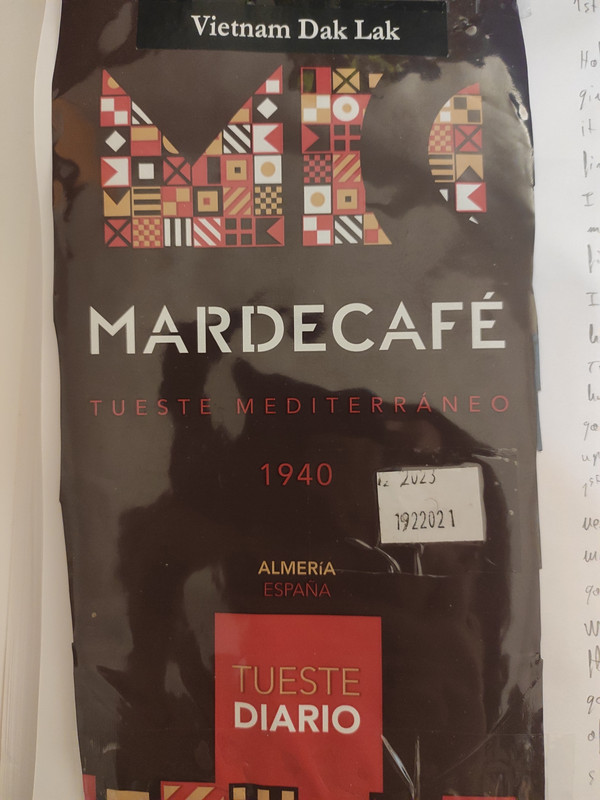 Vietnam Dak Lak
MARDECAFÉ
TUESTE MEDITERRÁNEO
1940
2023
1922021
ALMERíA
ESPAÑA
TUESTE
DIARIO